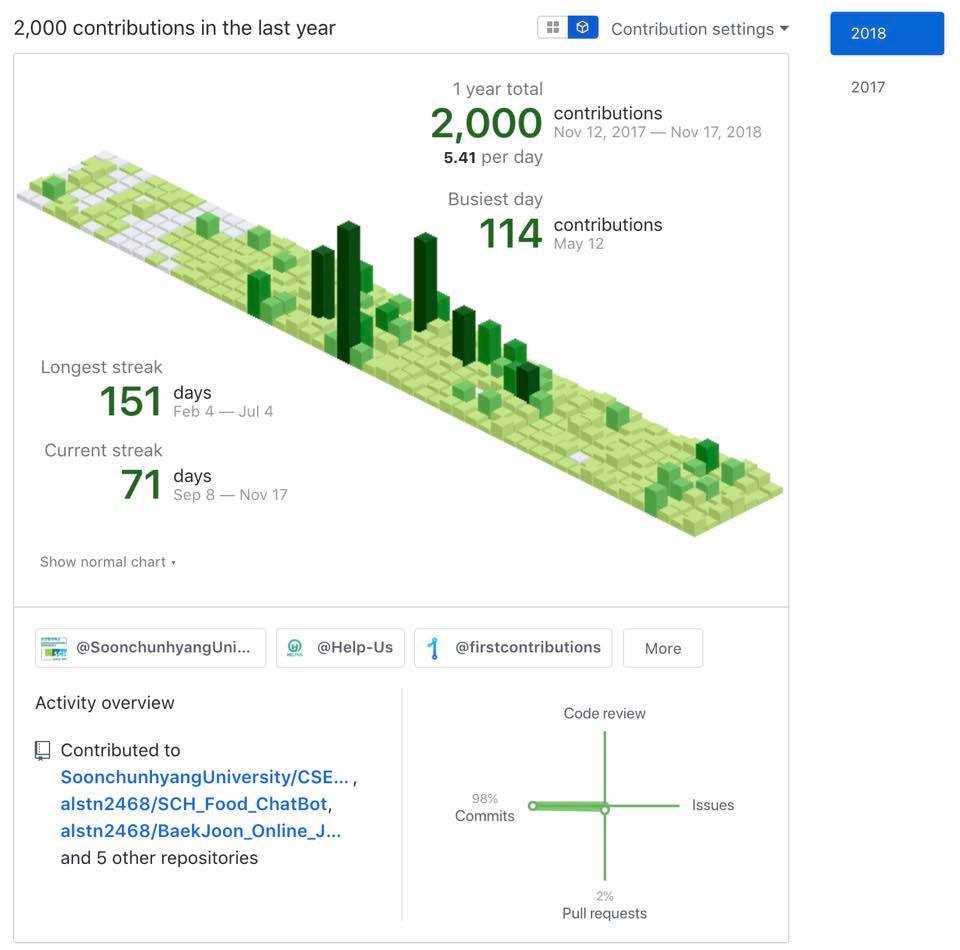 2,000 contributions in the last year
Contribution settings
2018
2017
1 year total
2,000 contributions
Nov 12, 2017 — Nov 17, 2018
5.41 per day
Busiest day
114 contributions
May 12
Longest streak
151 days
Feb 4 — Jul 4
Current streak
71 days
Sep 8 — Nov 17
Show normal chart
@SoonchunhyangUni...
@Help-Us
@firstcontributions
More
Activity overview
Contributed to
SoonchunhyangUniversity/CSE... ,
alstn2468/SCH_Food_ChatBot,
alstn2468/BaekJoon_Online_J...
and 5 other repositories
Code review
98%
Commits
Issues
2%
Pull requests